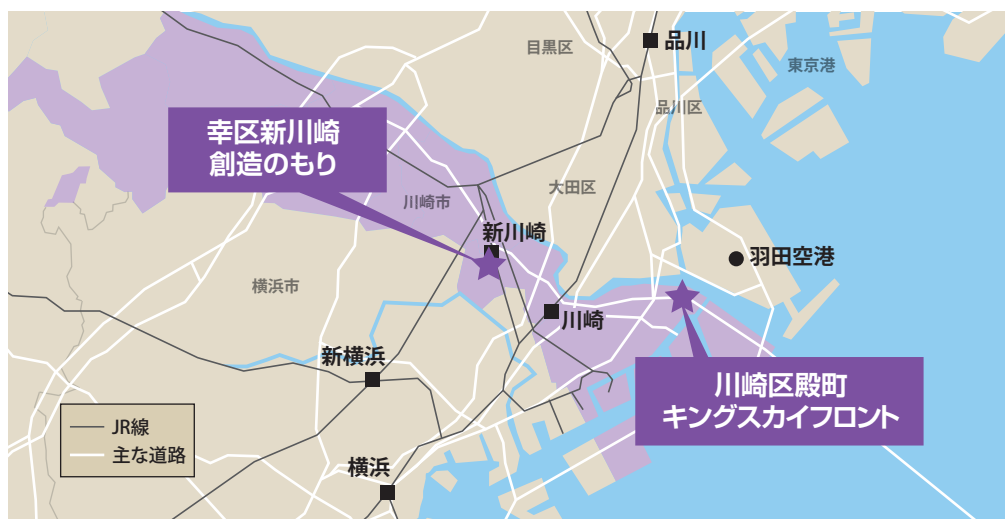 目黒区
品川
東京港
品川区
幸区新川崎
創造のもり
大田区
川崎市
新川崎
羽田空港
横浜市
川崎
新横浜
川崎区殿町
キングスカイフロント
JR線
主な道路
横浜